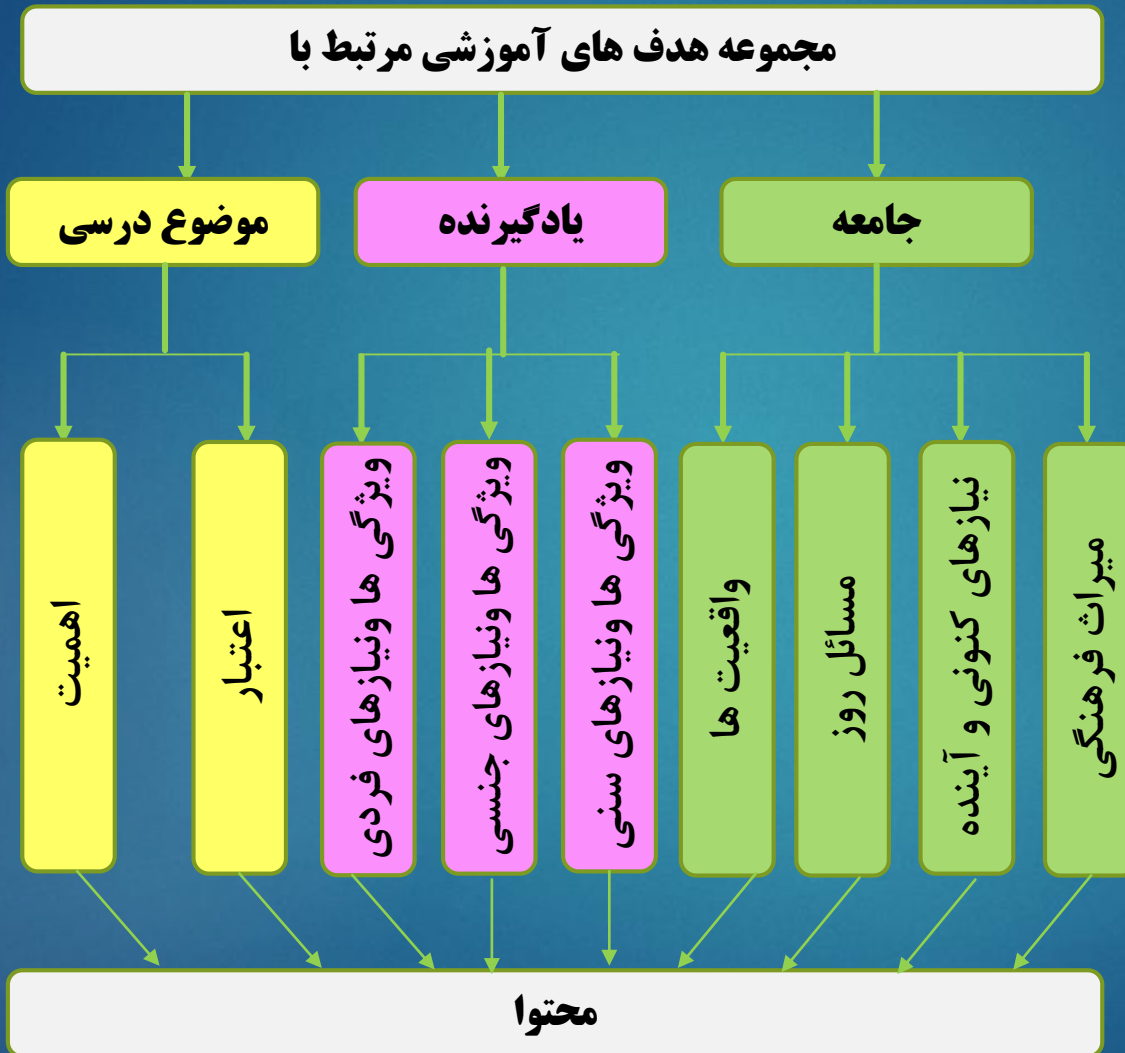 مجموعه هدف های آموزشی مرتبط با
جامعه
یادگیرنده
موضوع درسی
میراث فرهنگی
نیازهای کنونی و آینده
مسائل روز
واقعیت ها
ویژگی ها ونیازهای سنی
ویژگی ها ونیازهای جنسی
ویژگی ها ونیازهای فردی
اعتبار
اهمیت
محتوا